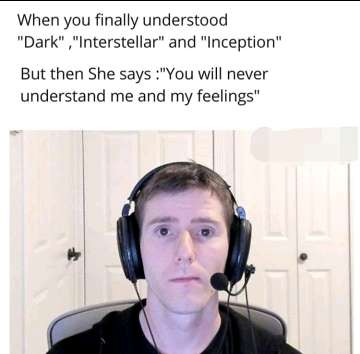 When you finally understood
"Dark" ,"Interstellar" and "Inception"
But then She says :"You will never
understand me and my feelings"